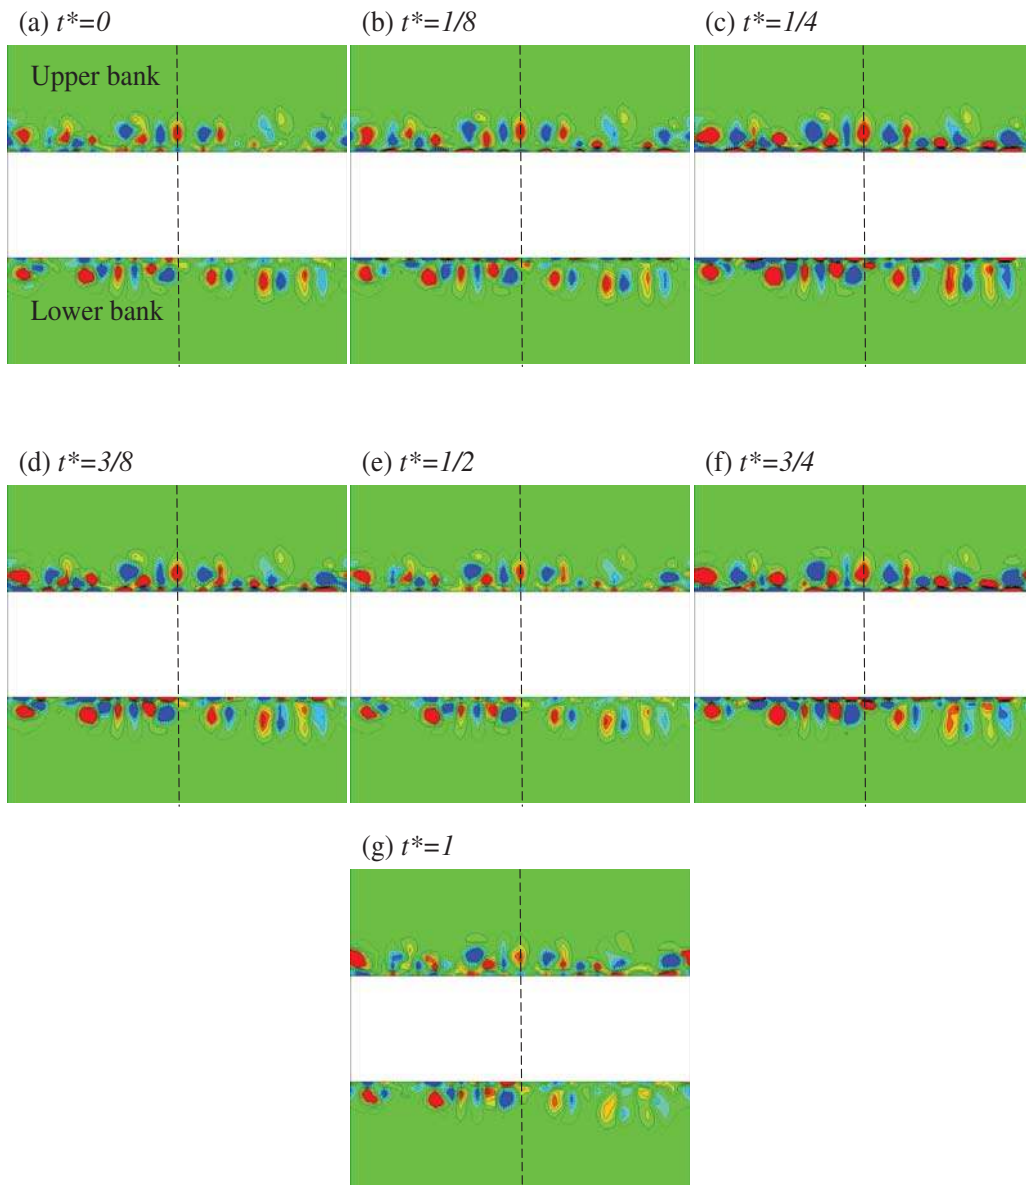 (a) t*=0
(b) t*=1/8
(c) t*=1/4
Upper bank
Lower bank
(d) t*=3/8
(e) t*=1/2
(f) t*=3/4
(g) t*=1